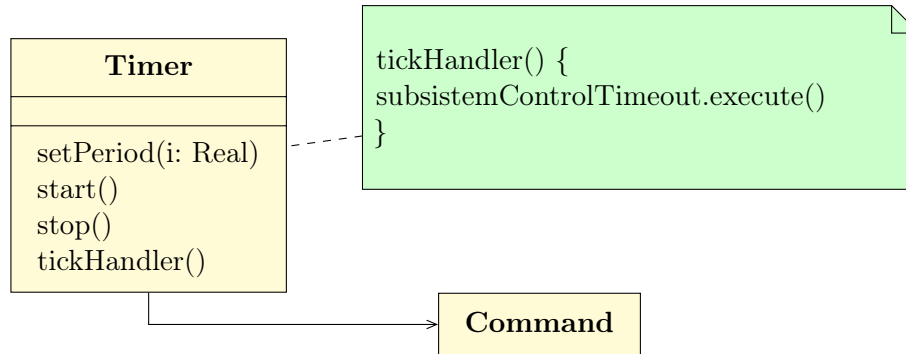 Timer
setPeriod(i: Real)
start()
stop()
tickHandler()
tickHandler() {
subsistemControlTimeout.execute()
}
Command